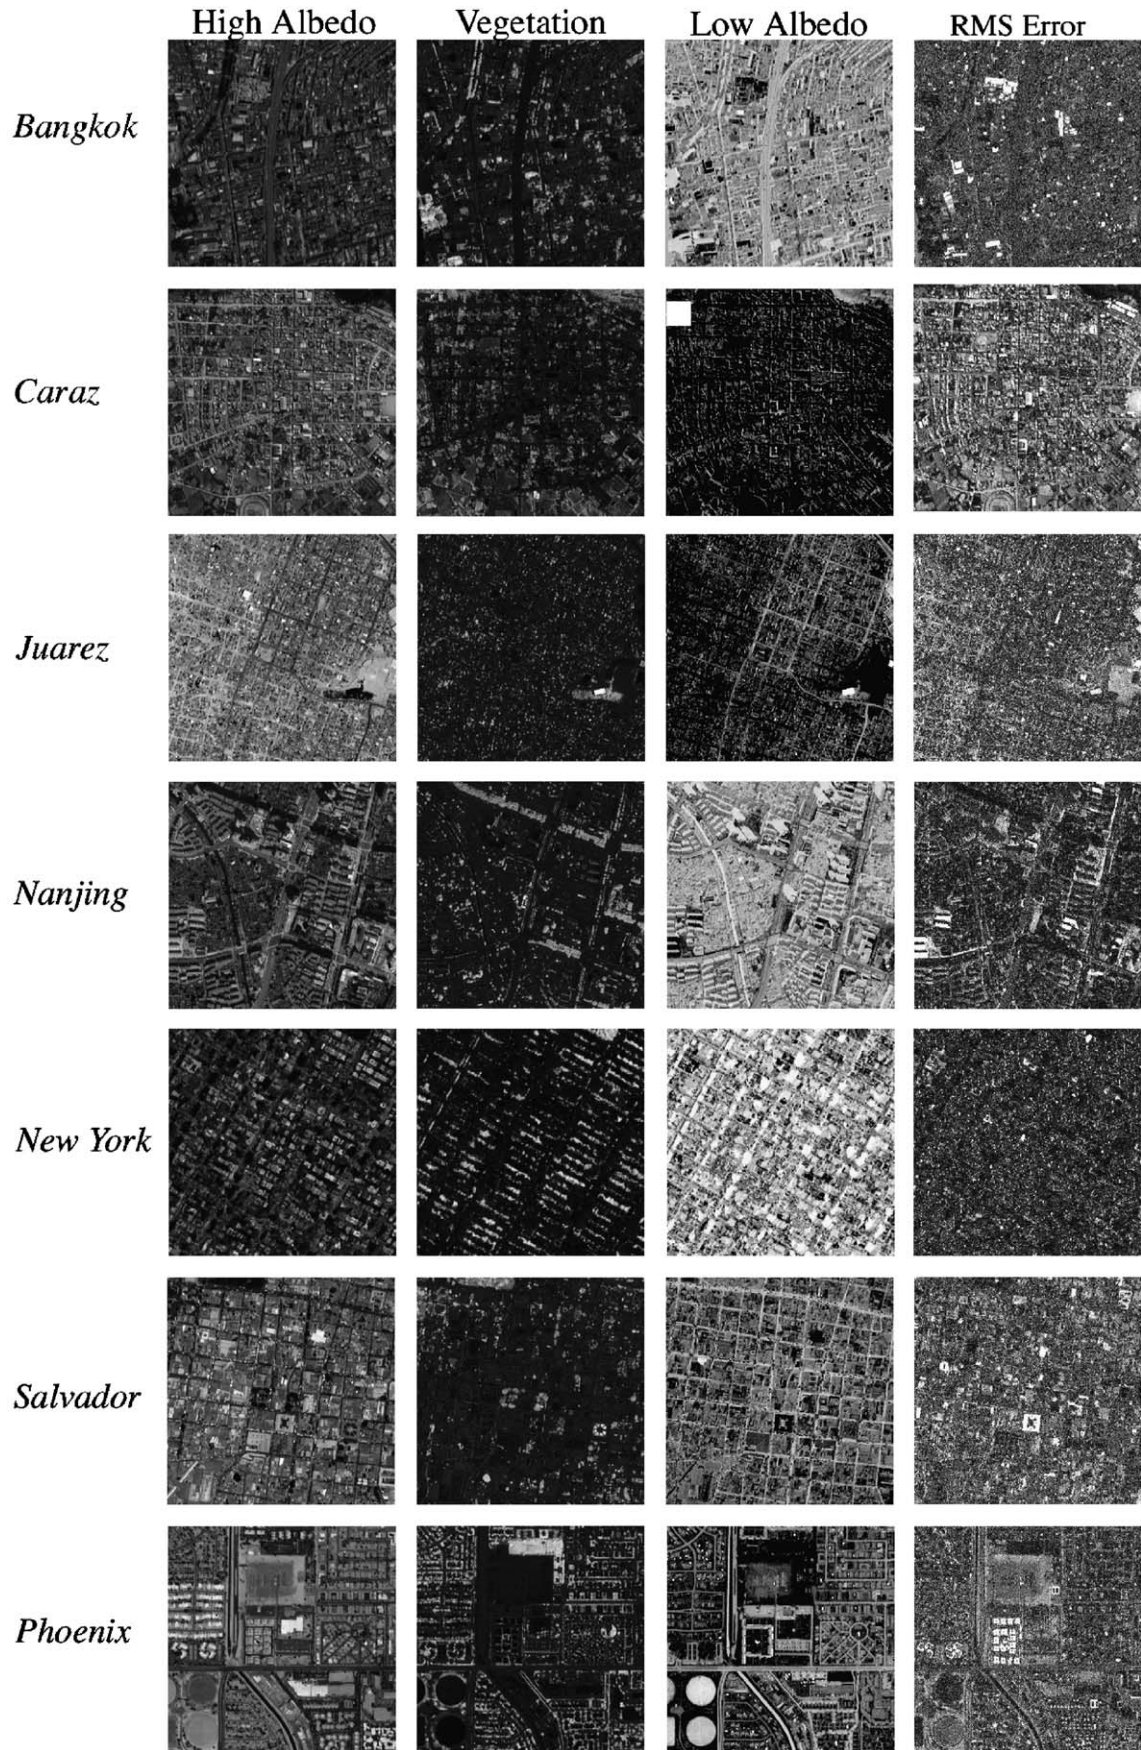 High Albedo Vegetation Low Albedo RMS Error
Bangkok
Caraz
Juarez
Nanjing
New York
Salvador
Phoenix